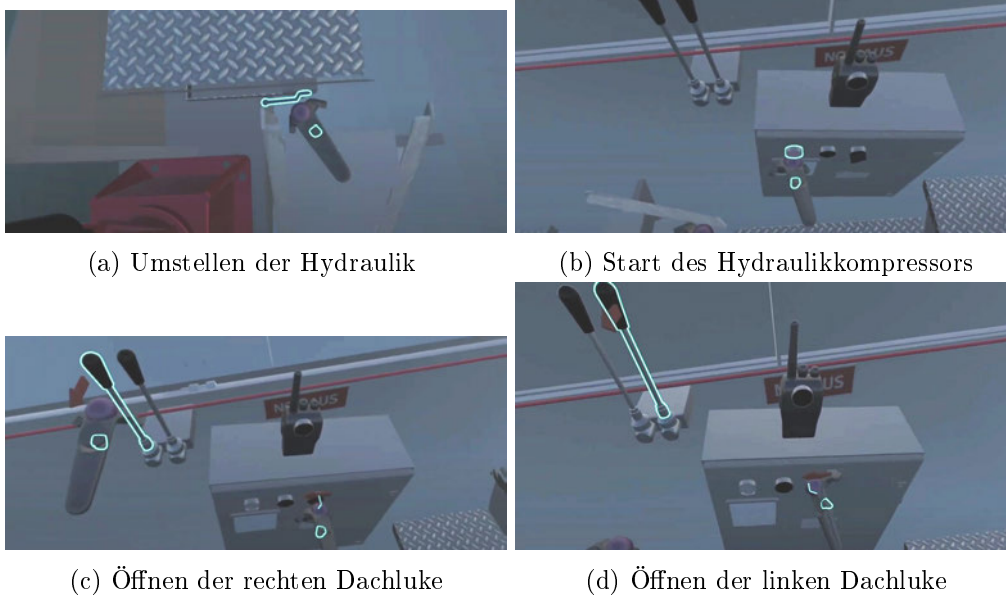 (a) Umstellen der Hydraulik
(b) Start des Hydraulikkompressors
(c) Öffnen der rechten Dachluke
(d) Öffnen der linken Dachluke